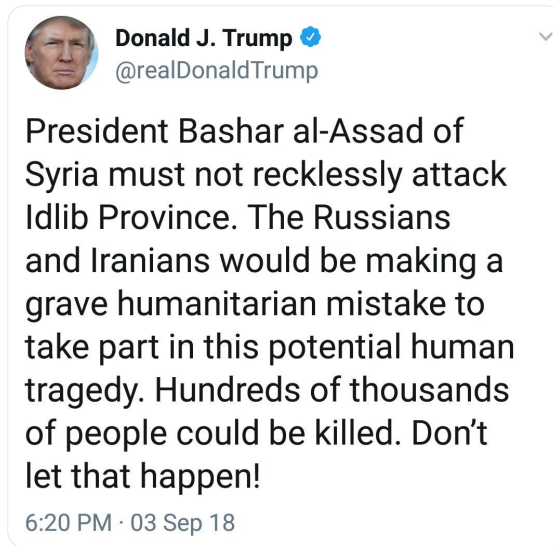 Donald J. Trump
@realDonaldTrump
President Bashar al-Assad of
Syria must not recklessly attack
Idlib Province. The Russians
and Iranians would be making a
grave humanitarian mistake to
take part in this potential human
tragedy. Hundreds of thousands
of people could be killed. Don’t
let that happen!
6:20 PM · 03 Sep 18